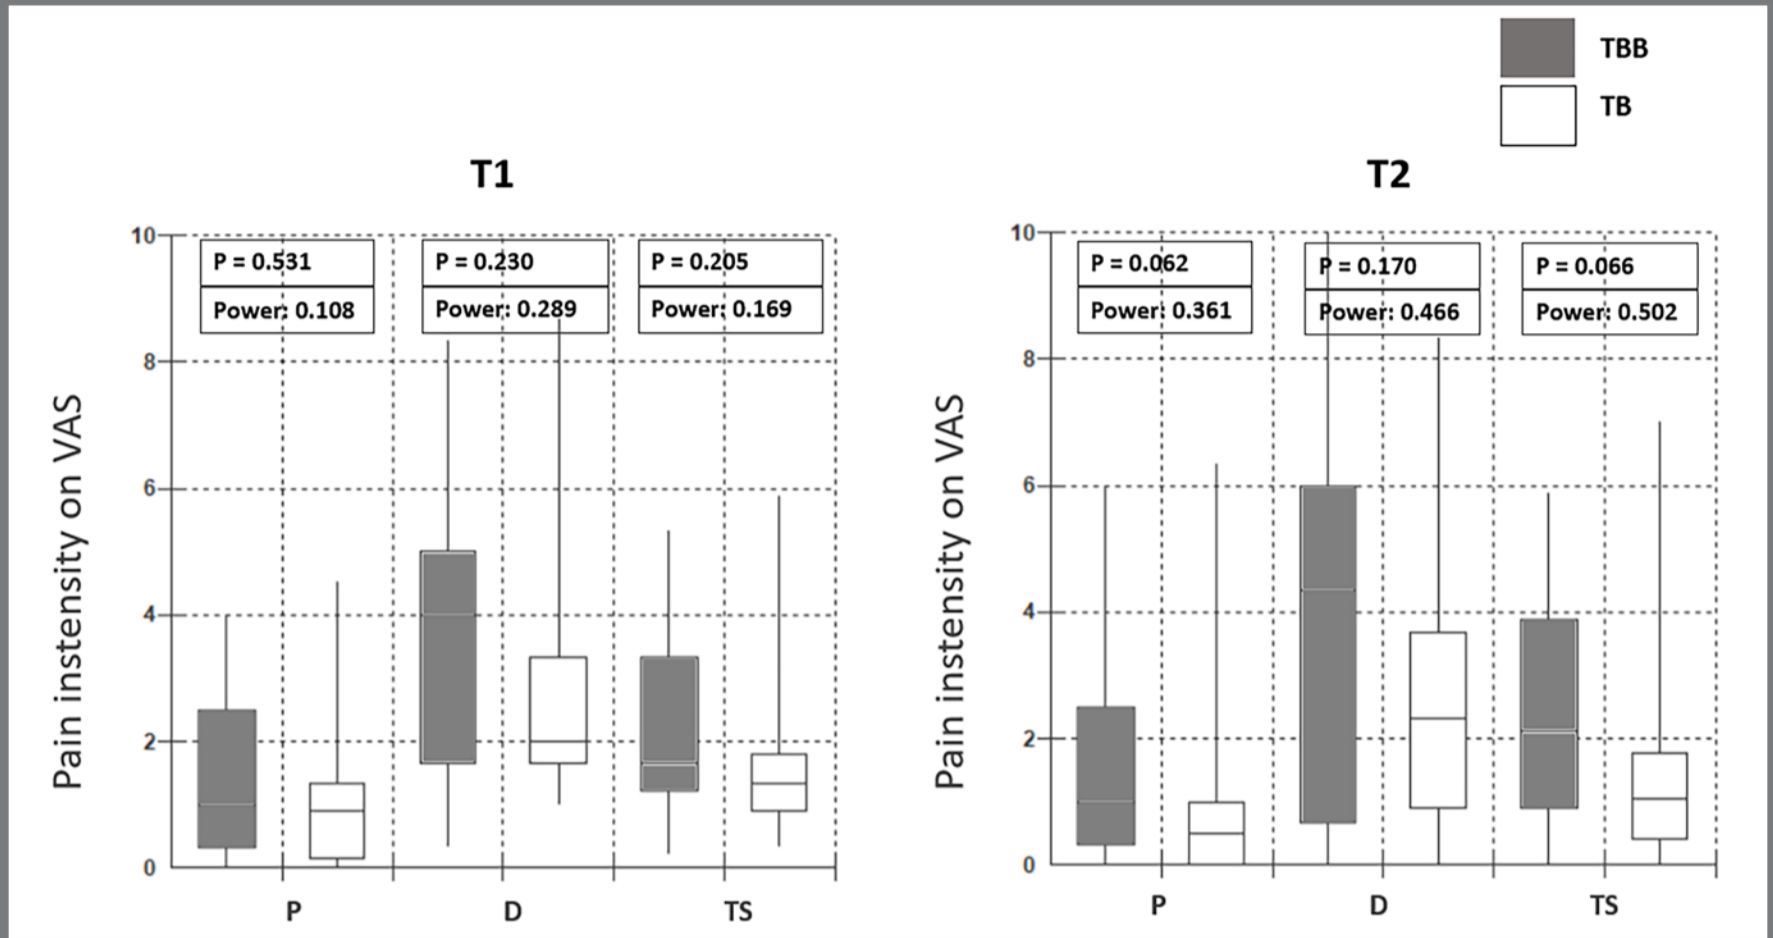 TBB
TB
T1
T2
Pain instensity on VAS
10
8
6
4
2
0
P = 0.531
Power: 0.108
P = 0.230
Power: 0.289
P = 0.205
Power: 0.169
P
D
TS
Pain instensity on VAS
10
8
6
4
2
0
P = 0.062
Power: 0.361
P = 0.170
Power: 0.466
P = 0.066
Power: 0.502
P
D
TS